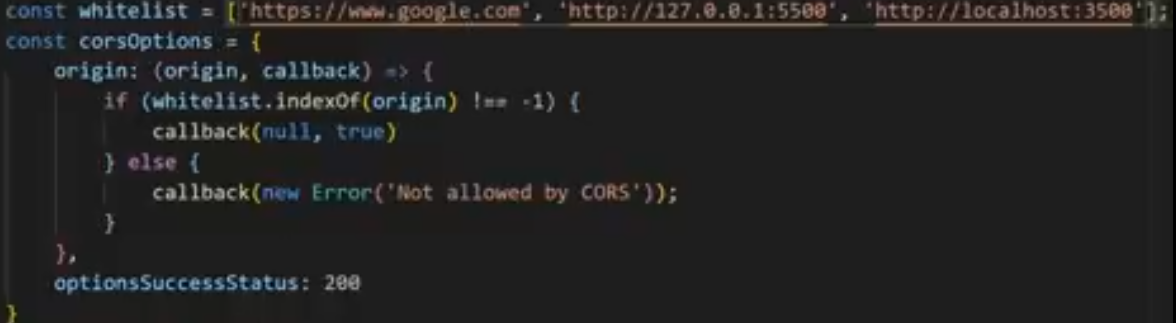 const whitelist = ['https://www.google.com', 'http://127.0.0.1:5500', 'http://localhost:3500'];
const corsOptions = {
    origin: (origin, callback) => {
        if (whitelist.indexOf(origin) !== -1) {
            callback(null, true)
        } else {
            callback(new Error('Not allowed by CORS'));
        }
    },
    optionsSuccessStatus: 200
}